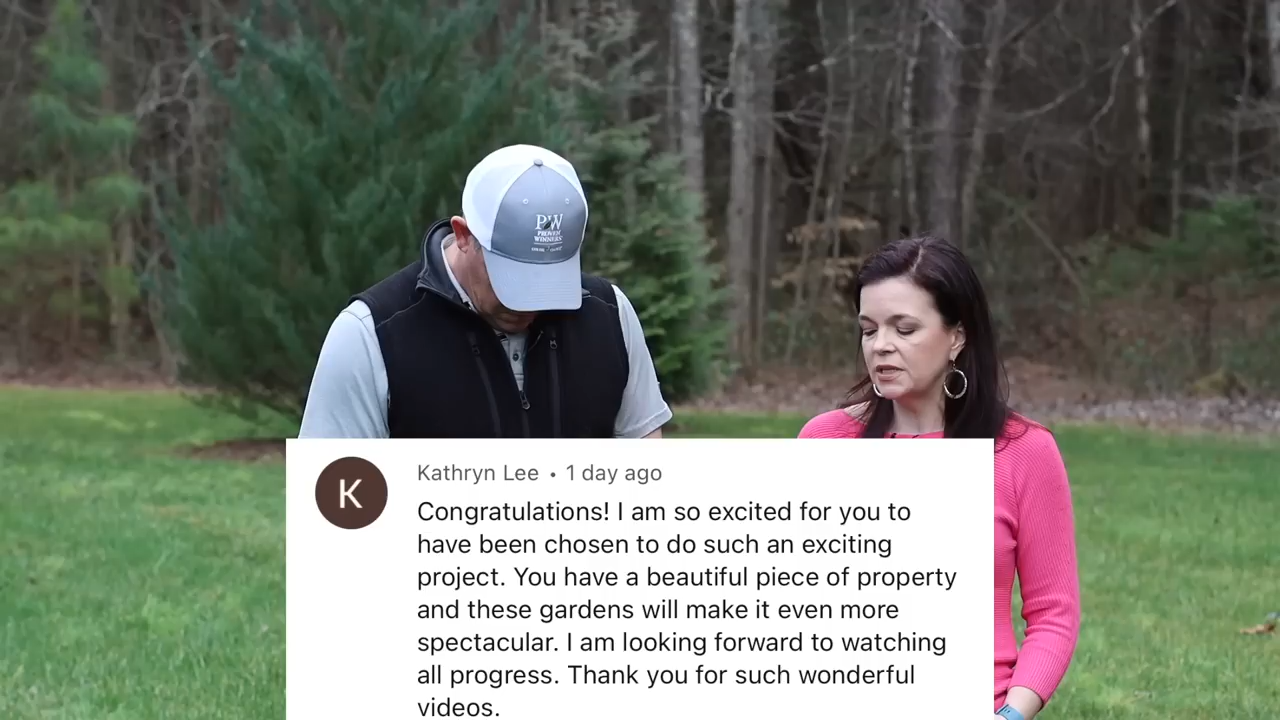 PW
PROVEN
WINNERS
K
Kathryn Lee • 1 day ago
Congratulations! I am so excited for you to
have been chosen to do such an exciting
project. You have a beautiful piece of property
and these gardens will make it even more
spectacular. I am looking forward to watching
all progress. Thank you for such wonderful
videos.